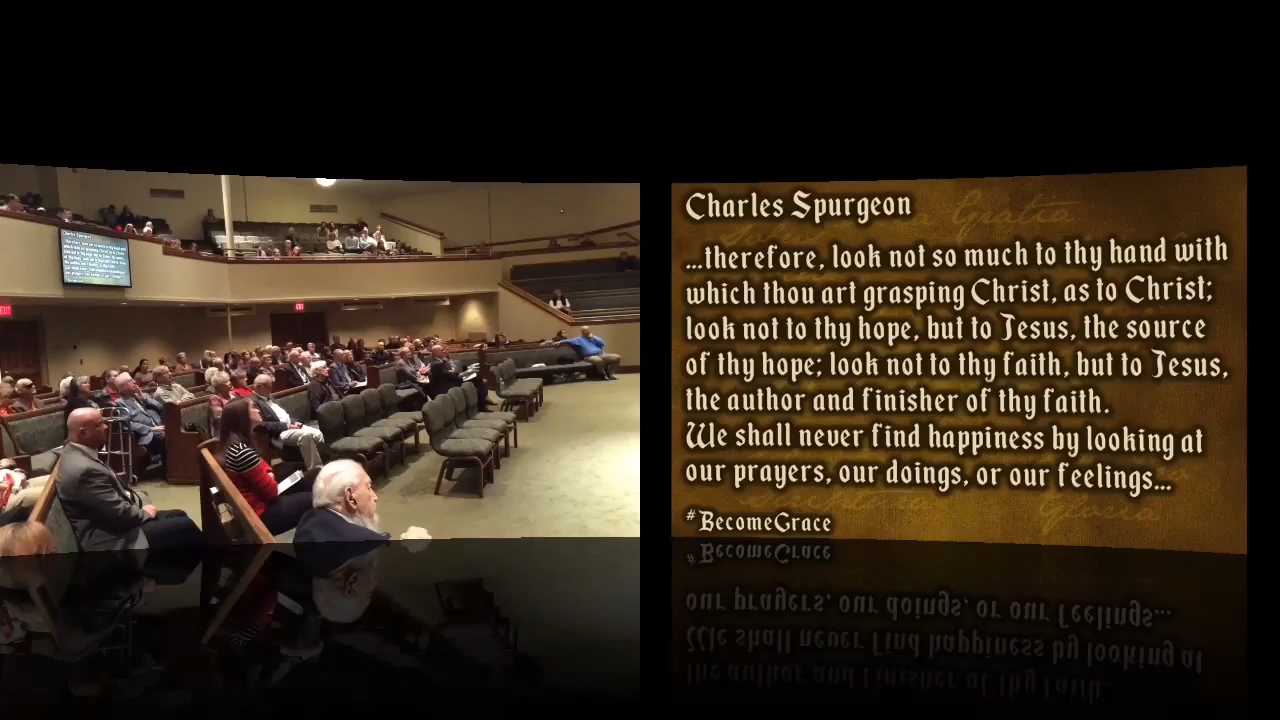 Charles Spurgeon
...therefore, look not so much to thy hand with
which thou art grasping Christ, as to Christ;
look not to thy hope, but to Jesus, the source
of thy hope; look not to thy faith, but to Jesus,
the author and finisher of thy faith.
We shall never find happiness by looking at
our prayers, our doings, or our feelings...
#BecomeGrace